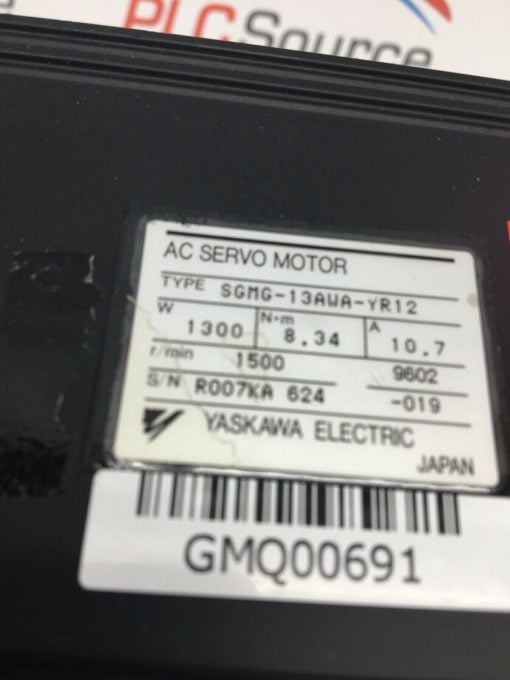 PLCSource
AC SERVO MOTOR
TYPE SGMG-13AWA-YR12
W 1300 N·m 8.34 A 10.7
r/min 1500 9602
S/N R007KA 624 -019
YASKAWA ELECTRIC
JAPAN
GMQ00691